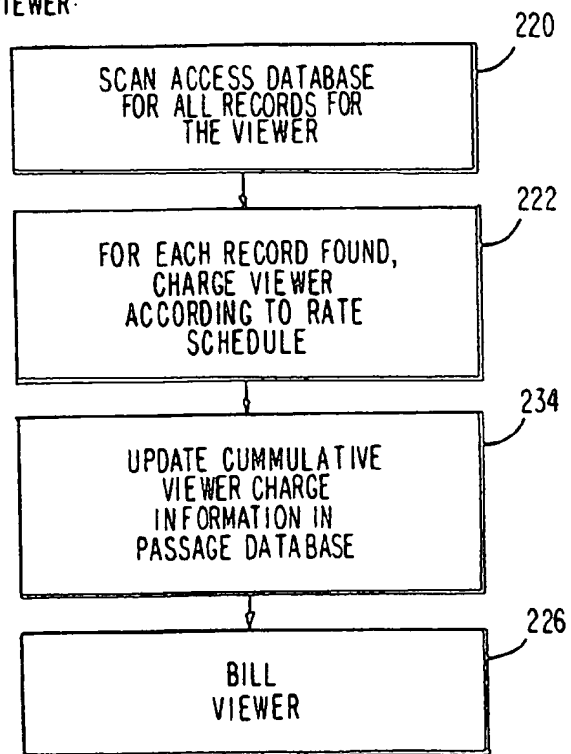 IEWER:
220
SCAN ACCESS DATABASE
FOR ALL RECORDS FOR
THE VIEWER
222
FOR EACH RECORD FOUND,
CHARGE VIEWER
ACCORDING TO RATE
SCHEDULE
234
UPDATE CUMMULATIVE
VIEWER CHARGE
INFORMATION IN
PASSAGE DATABASE
226
BILL
VIEWER